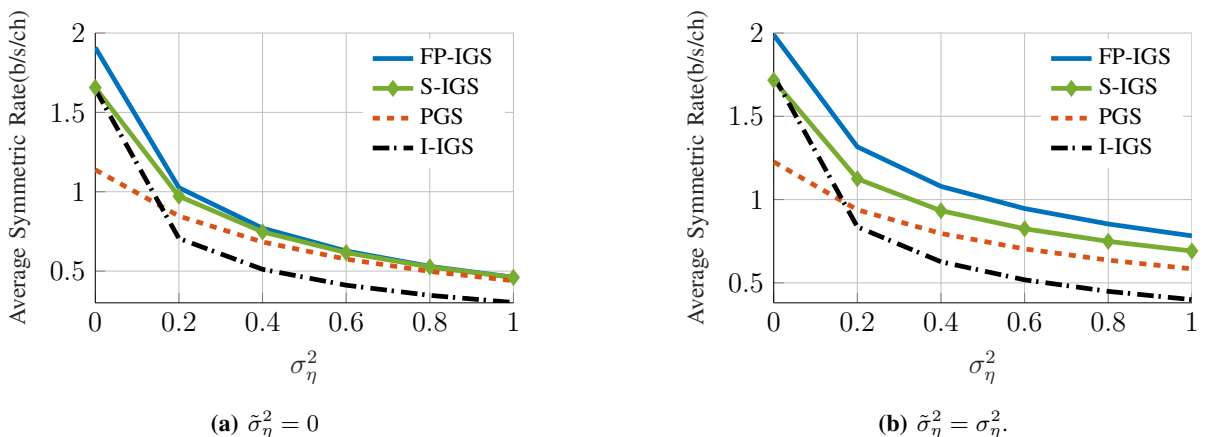 Average Symmetric Rate(b/s/ch)
2
1.5
1
0.5
0 0.2 0.4 0.6 0.8 1
σ_η^2
FP-IGS
S-IGS
PGS
I-IGS
(a) σ̃_η^2 = 0
Average Symmetric Rate(b/s/ch)
2
1.5
1
0.5
0 0.2 0.4 0.6 0.8 1
σ_η^2
FP-IGS
S-IGS
PGS
I-IGS
(b) σ̃_η^2 = σ_η^2.